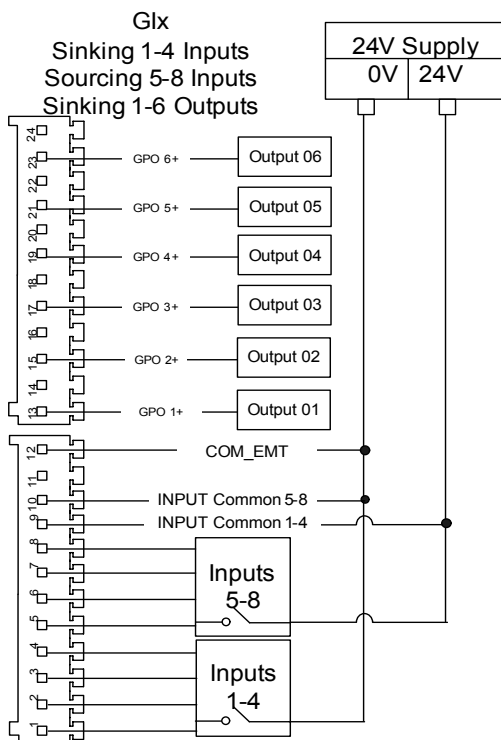 GIx
Sinking 1-4 Inputs
Sourcing 5-8 Inputs
Sinking 1-6 Outputs
24V Supply
0V 24V
24
23 GPO 6+ Output 06
22
21 GPO 5+ Output 05
20
19 GPO 4+ Output 04
18
17 GPO 3+ Output 03
16
15 GPO 2+ Output 02
14
13 GPO 1+ Output 01
12 COM_EMT
11
10 INPUT Common 5-8
9 INPUT Common 1-4
8
7
6
5
Inputs
5-8
4
3
2
1
Inputs
1-4